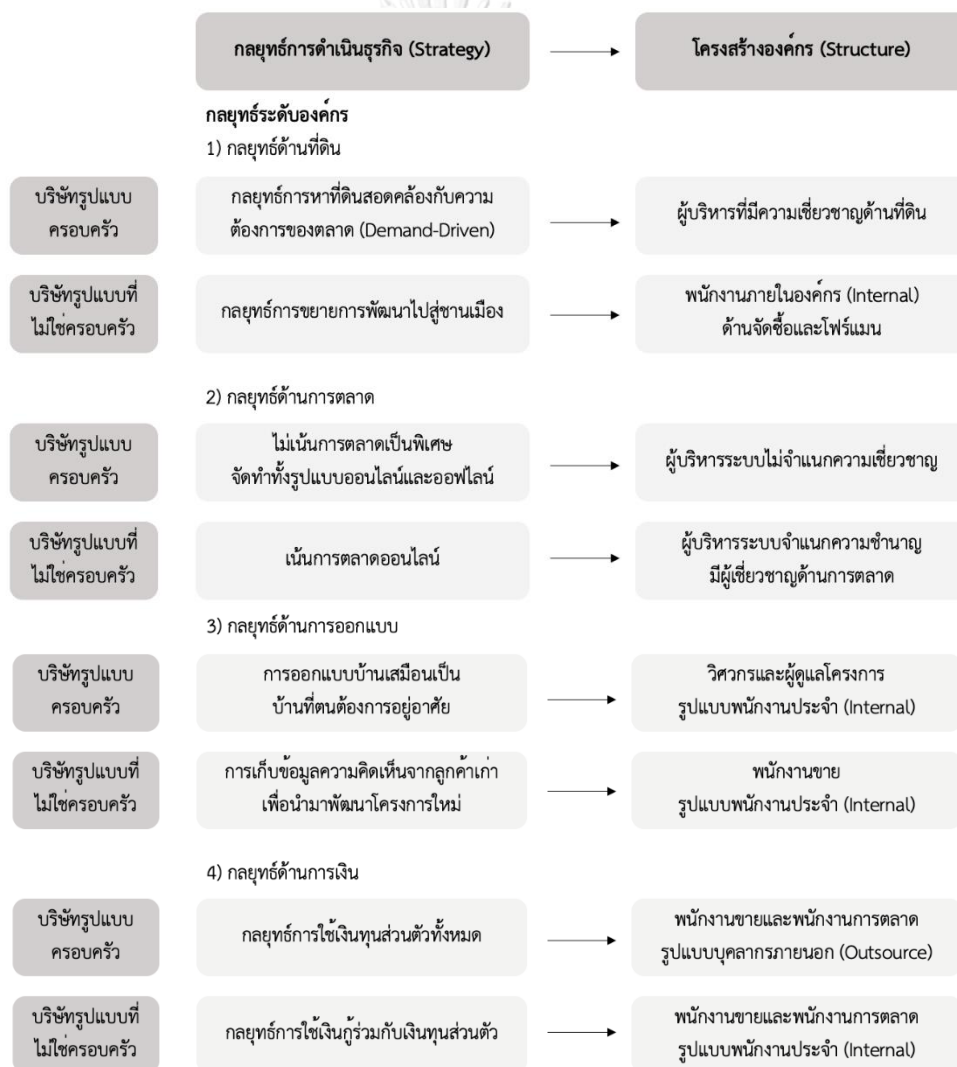 กลยุทธ์การดำเนินธุรกิจ (Strategy)
โครงสร้างองค์กร (Structure)
กลยุทธ์ระดับองค์กร
1) กลยุทธ์ด้านที่ดิน
บริษัทรูปแบบ
ครอบครัว
กลยุทธ์การหาที่ดินสอดคล้องกับความ
ต้องการของตลาด (Demand-Driven)
ผู้บริหารที่มีความเชี่ยวชาญด้านที่ดิน
บริษัทรูปแบบที่
ไม่ใช่ครอบครัว
กลยุทธ์การขยายการพัฒนาไปสู่ชานเมือง
พนักงานภายในองค์กร (Internal)
ด้านจัดซื้อและโฟร์แมน
2) กลยุทธ์ด้านการตลาด
บริษัทรูปแบบ
ครอบครัว
ไม่เน้นการตลาดเป็นพิเศษ
จัดทำทั้งรูปแบบออนไลน์และออฟไลน์
ผู้บริหารระบบไม่จำแนกความเชี่ยวชาญ
บริษัทรูปแบบที่
ไม่ใช่ครอบครัว
เน้นการตลาดออนไลน์
ผู้บริหารระบบจำแนกความชำนาญ
มีผู้เชี่ยวชาญด้านการตลาด
3) กลยุทธ์ด้านการออกแบบ
บริษัทรูปแบบ
ครอบครัว
การออกแบบบ้านเสมือนเป็น
บ้านที่ตนต้องการอยู่อาศัย
วิศวกรและผู้ดูแลโครงการ
รูปแบบพนักงานประจำ (Internal)
บริษัทรูปแบบที่
ไม่ใช่ครอบครัว
การเก็บข้อมูลความคิดเห็นจากลูกค้าเก่า
เพื่อนำมาพัฒนาโครงการใหม่
พนักงานขาย
รูปแบบพนักงานประจำ (Internal)
4) กลยุทธ์ด้านการเงิน
บริษัทรูปแบบ
ครอบครัว
กลยุทธ์การใช้เงินทุนส่วนตัวทั้งหมด
พนักงานขายและพนักงานการตลาด
รูปแบบบุคลากรภายนอก (Outsource)
บริษัทรูปแบบที่
ไม่ใช่ครอบครัว
กลยุทธ์การใช้เงินกู้ร่วมกับเงินทุนส่วนตัว
พนักงานขายและพนักงานการตลาด
รูปแบบพนักงานประจำ (Internal)